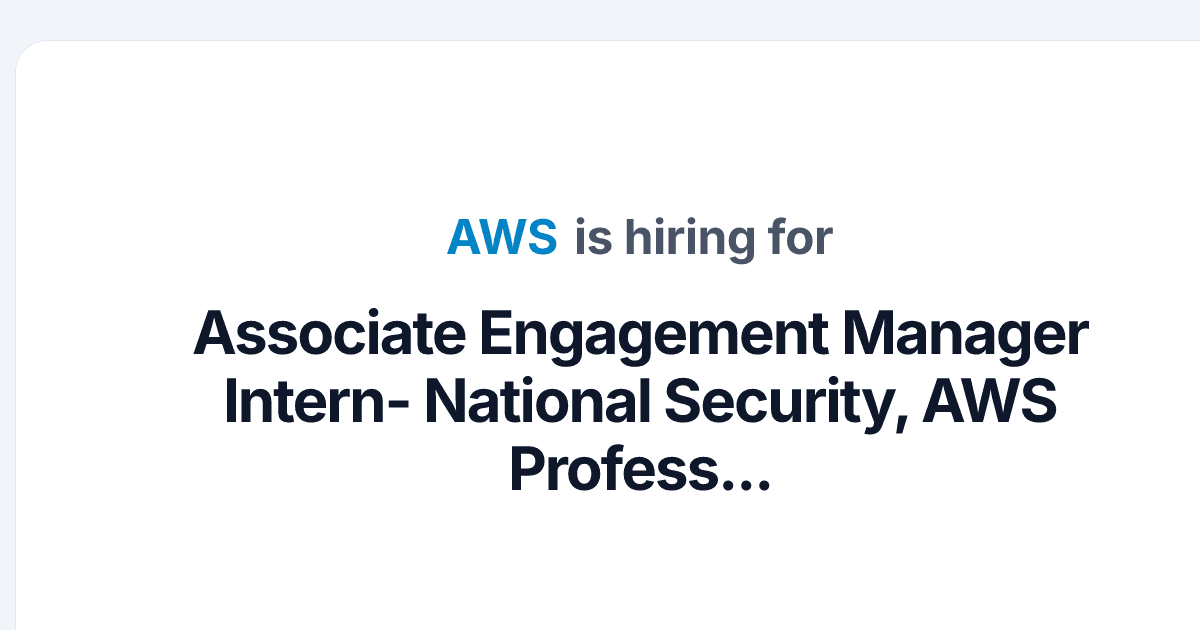 AWS is hiring for
Associate Engagement Manager
Intern- National Security, AWS
Profess...